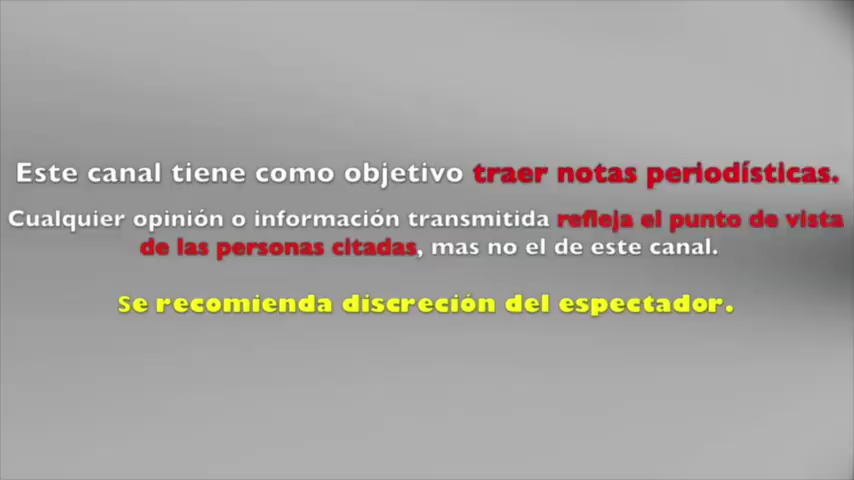 Este canal tiene como objetivo traer notas periodísticas.
Cualquier opinión o información transmitida refleja el punto de vista
de las personas citadas, mas no el de este canal.
Se recomienda discreción del espectador.